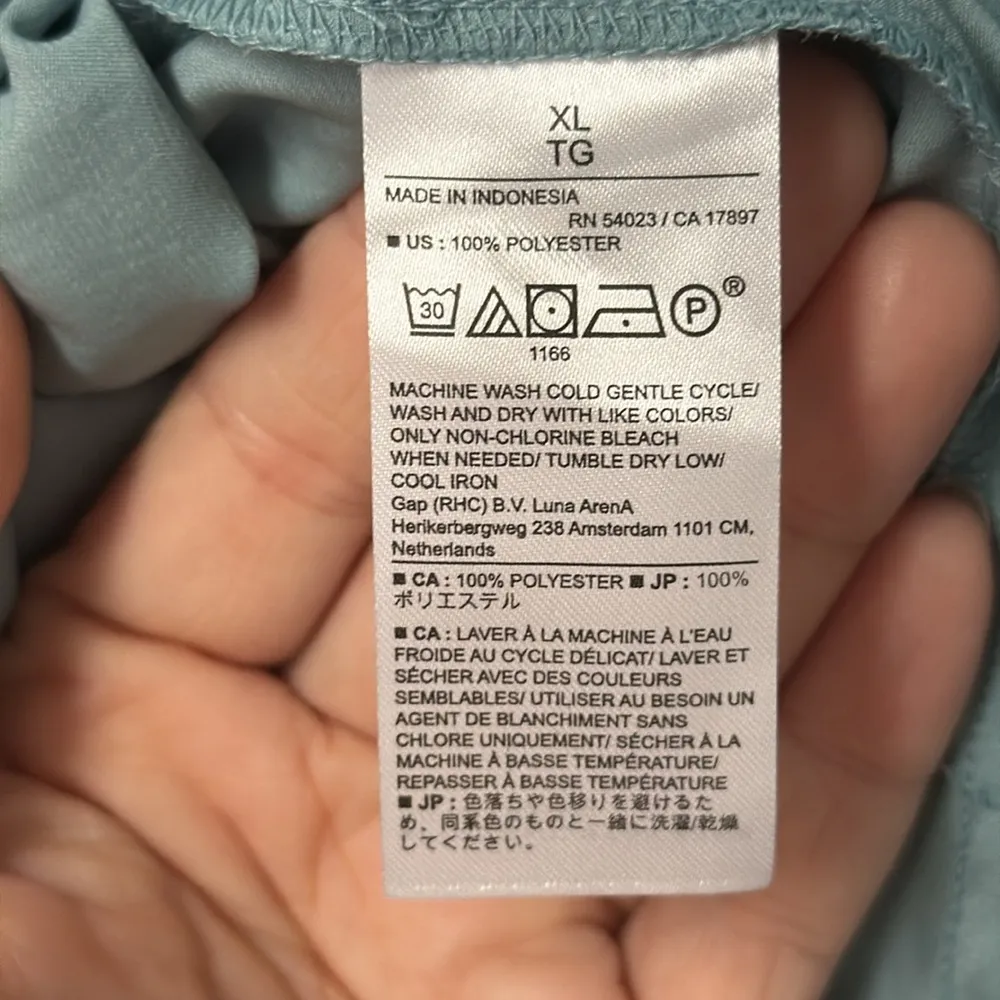 XL
TG
MADE IN INDONESIA
RN 54023 / CA 17897
■ US : 100% POLYESTER
30 P ®
1166
MACHINE WASH COLD GENTLE CYCLE/
WASH AND DRY WITH LIKE COLORS/
ONLY NON-CHLORINE BLEACH
WHEN NEEDED/ TUMBLE DRY LOW/
COOL IRON
Gap (RHC) B.V. Luna ArenA
Herikerbergweg 238 Amsterdam 1101 CM,
Netherlands
■ CA : 100% POLYESTER ■ JP : 100%
ポリエステル
■ CA : LAVER À LA MACHINE À L'EAU
FROIDE AU CYCLE DÉLICAT/ LAVER ET
SÉCHER AVEC DES COULEURS
SEMBLABLES/ UTILISER AU BESOIN UN
AGENT DE BLANCHIMENT SANS
CHLORE UNIQUEMENT/ SÉCHER À LA
MACHINE À BASSE TEMPÉRATURE/
REPASSER À BASSE TEMPÉRATURE
■ JP : 色落ちや色移りを避けるた
め、同系色のものと一緒に洗濯/乾燥
してください。